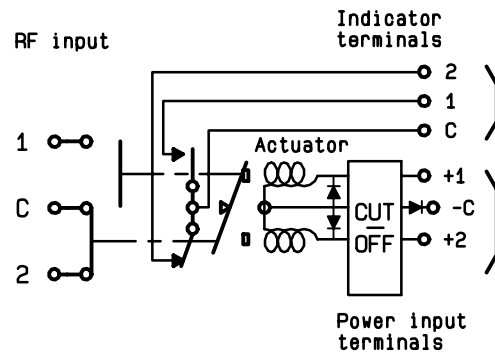 Indicator
terminals
RF input
2
1
C
Actuator
1
C
2
+1
-C
+2
CUT
OFF
Power input
terminals